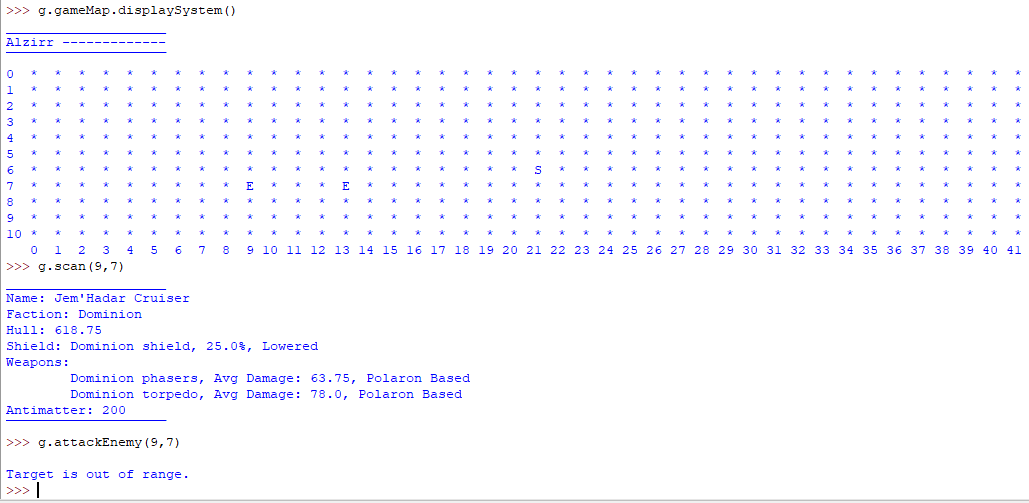 >>> g.gameMap.displaySystem()
____________________
Alzirr -------------
____________________
0  *  *  *  *  *  *  *  *  *  *  *  *  *  *  *  *  *  *  *  *  *  *  *  *  *  *  *  *  *  *  *  *  *  *  *  *  *  *  *  *  *  *
1  *  *  *  *  *  *  *  *  *  *  *  *  *  *  *  *  *  *  *  *  *  *  *  *  *  *  *  *  *  *  *  *  *  *  *  *  *  *  *  *  *  *
2  *  *  *  *  *  *  *  *  *  *  *  *  *  *  *  *  *  *  *  *  *  *  *  *  *  *  *  *  *  *  *  *  *  *  *  *  *  *  *  *  *  *
3  *  *  *  *  *  *  *  *  *  *  *  *  *  *  *  *  *  *  *  *  *  *  *  *  *  *  *  *  *  *  *  *  *  *  *  *  *  *  *  *  *  *
4  *  *  *  *  *  *  *  *  *  *  *  *  *  *  *  *  *  *  *  *  *  *  *  *  *  *  *  *  *  *  *  *  *  *  *  *  *  *  *  *  *  *
5  *  *  *  *  *  *  *  *  *  *  *  *  *  *  *  *  *  *  *  *  *  *  *  *  *  *  *  *  *  *  *  *  *  *  *  *  *  *  *  *  *  *
6  *  *  *  *  *  *  *  *  *  *  *  *  *  *  *  *  *  *  *  *  *  S  *  *  *  *  *  *  *  *  *  *  *  *  *  *  *  *  *  *  *  *
7  *  *  *  *  *  *  *  *  *  E  *  *  *  E  *  *  *  *  *  *  *  *  *  *  *  *  *  *  *  *  *  *  *  *  *  *  *  *  *  *  *  *
8  *  *  *  *  *  *  *  *  *  *  *  *  *  *  *  *  *  *  *  *  *  *  *  *  *  *  *  *  *  *  *  *  *  *  *  *  *  *  *  *  *  *
9  *  *  *  *  *  *  *  *  *  *  *  *  *  *  *  *  *  *  *  *  *  *  *  *  *  *  *  *  *  *  *  *  *  *  *  *  *  *  *  *  *  *
10 *  *  *  *  *  *  *  *  *  *  *  *  *  *  *  *  *  *  *  *  *  *  *  *  *  *  *  *  *  *  *  *  *  *  *  *  *  *  *  *  *  *
0  1  2  3  4  5  6  7  8  9 10 11 12 13 14 15 16 17 18 19 20 21 22 23 24 25 26 27 28 29 30 31 32 33 34 35 36 37 38 39 40 41
>>> g.scan(9,7)
____________________
Name: Jem'Hadar Cruiser
Faction: Dominion
Hull: 618.75
Shield: Dominion shield, 25.0%, Lowered
Weapons:
Dominion phasers, Avg Damage: 63.75, Polaron Based
Dominion torpedo, Avg Damage: 78.0, Polaron Based
Antimatter: 200
____________________
>>> g.attackEnemy(9,7)
Target is out of range.
>>>